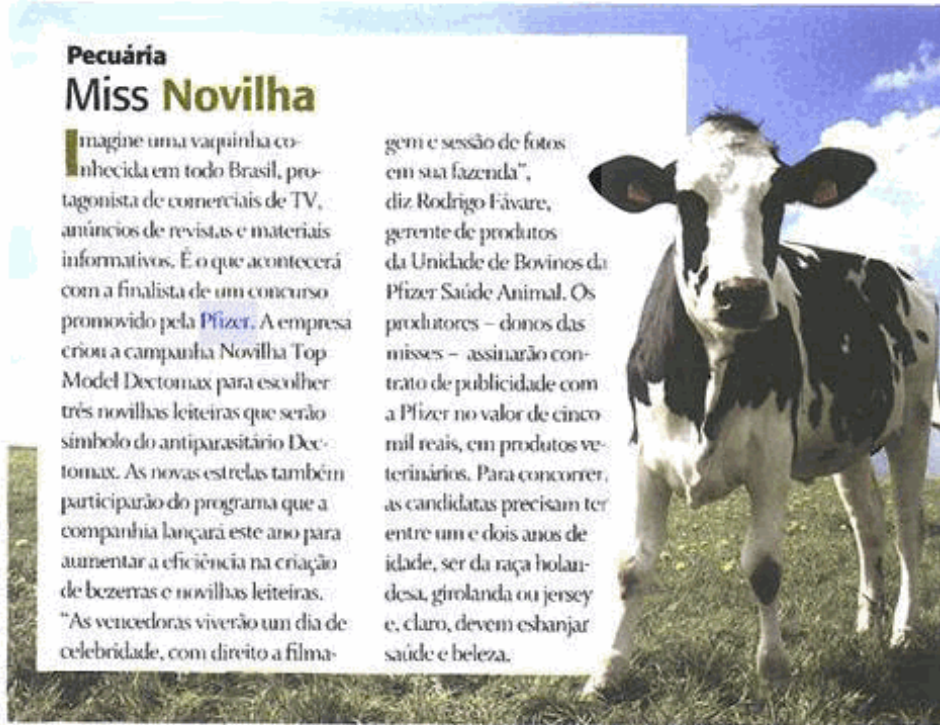 Pecuária
Miss Novilha
Imagine uma vaquinha co-
nhecida em todo Brasil, pro-
tagonista de comerciais de TV,
anúncios de revistas e materiais
informativos. É o que acontecerá
com a finalista de um concurso
promovido pela Pfizer. A empresa
criou a campanha Novilha Top
Model Dectomax para escolher
três novilhas leiteiras que serão
símbolo do antiparasitário Dec-
tomax. As novas estrelas também
participarão do programa que a
companhia lançará este ano para
aumentar a eficiência na criação
de bezerras e novilhas leiteiras.
“As vencedoras viverão um dia de
celebridade, com direito a filma-
gem e sessão de fotos
em sua fazenda”,
diz Rodrigo Fávare,
gerente de produtos
da Unidade de Bovinos da
Pfizer Saúde Animal. Os
produtores – donos das
misses – assinarão con-
trato de publicidade com
a Pfizer no valor de cinco
mil reais, em produtos ve-
terinários. Para concorrer,
as candidatas precisam ter
entre um e dois anos de
idade, ser da raça holan-
desa, girolanda ou jersey
e, claro, devem esbanjar
saúde e beleza.